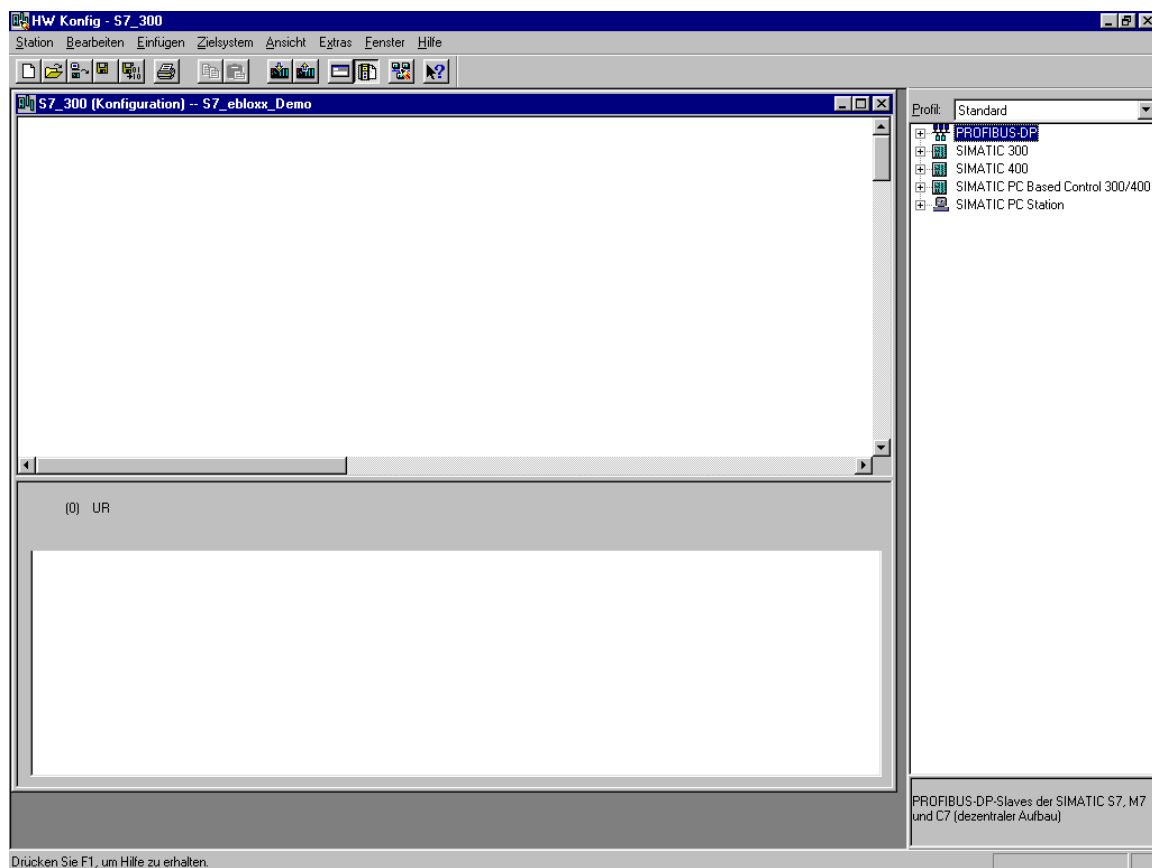 HW Konfig - S7_300
Station Bearbeiten Einfügen Zielsystem Ansicht Extras Fenster Hilfe
S7_300 (Konfiguration) -- S7_ebloxx_Demo
Profil: Standard
PROFIBUS-DP
SIMATIC 300
SIMATIC 400
SIMATIC PC Based Control 300/400
SIMATIC PC Station
(0) UR
PROFIBUS-DP-Slaves der SIMATIC S7, M7
und C7 (dezentraler Aufbau)
Drücken Sie F1, um Hilfe zu erhalten.